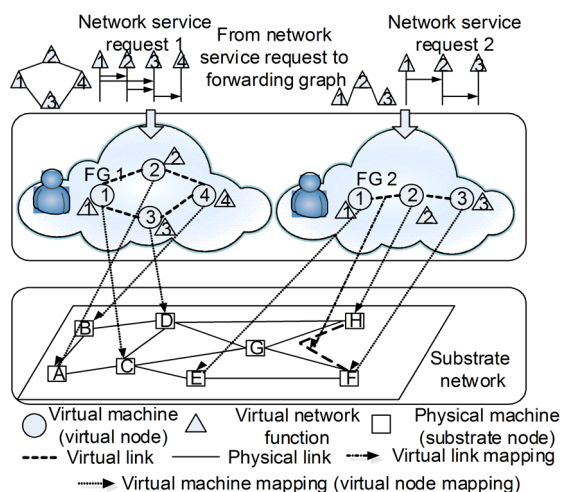 Network service
request 1
From network
service request to
forwarding graph
Network service
request 2
2
1
4
3
1 2 3 4
2
1 3
1 2 3
FG 1
2
2
1
4
4
1
3
3
FG 2
1
2
3
1
2
3
B
D
H
G
A
C
E
F
Substrate
network
Virtual machine
(virtual node)
Virtual network
function
Physical machine
(substrate node)
Virtual link
Physical link
Virtual link mapping
Virtual machine mapping (virtual node mapping)